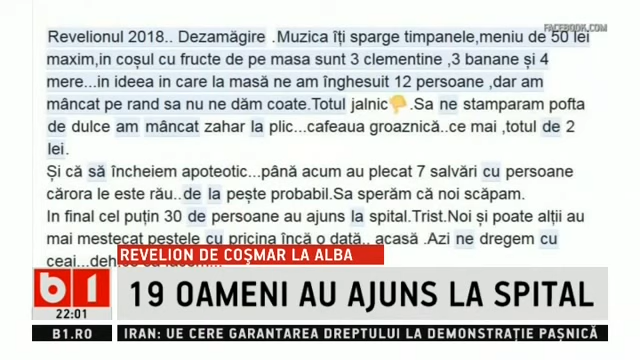 FACEBOOK.COM
Revelionul 2018.. Dezamăgire .Muzica îți sparge timpanele,meniu de 50 lei
maxim,in coșul cu fructe de pe masa sunt 3 clementine ,3 banane și 4
mere...in ideea in care la masă ne am înghesuit 12 persoane ,dar am
mâncat pe rand sa nu ne dăm coate.Totul jalnic👇.Sa ne stamparam pofta
de dulce am mâncat zahar la plic...cafeaua groaznică..ce mai ,totul de 2
lei.
Și că să încheiem apoteotic...până acum au plecat 7 salvări cu persoane
cărora le este rău..de la pește probabil.Sa sperăm că noi scăpam.
In final cel puțin 30 de persoane au ajuns la spital.Trist.Noi și poate alții au
mai mestecat pestele cu pricina încă o dată.. acasă .Azi ne dregem cu
ceai...deh
REVELION DE COȘMAR LA ALBA
b1
22:01
19 OAMENI AU AJUNS LA SPITAL
B1.RO
IRAN: UE CERE GARANTAREA DREPTULUI LA DEMONSTRAȚIE PAȘNICĂ